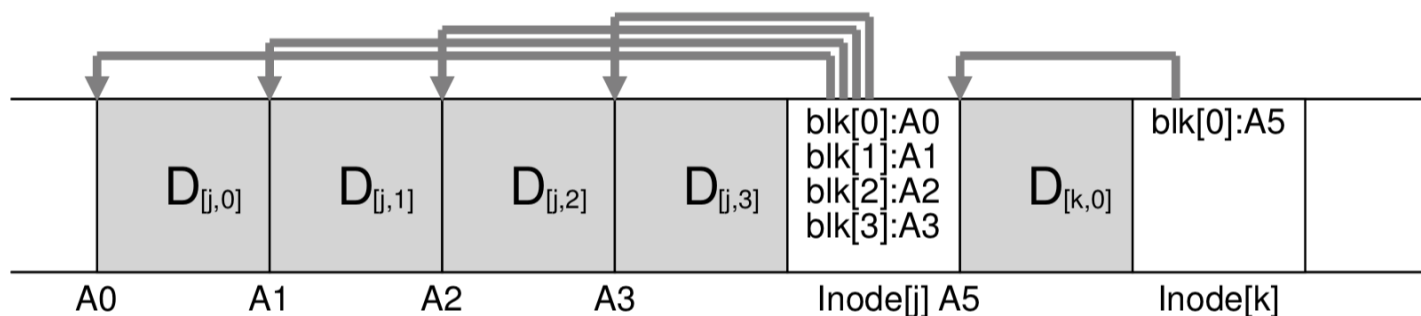 blk[0]:A0
blk[1]:A1
blk[2]:A2
blk[3]:A3
blk[0]:A5
D[j,0]
D[j,1]
D[j,2]
D[j,3]
D[k,0]
A0
A1
A2
A3
Inode[j] A5
Inode[k]